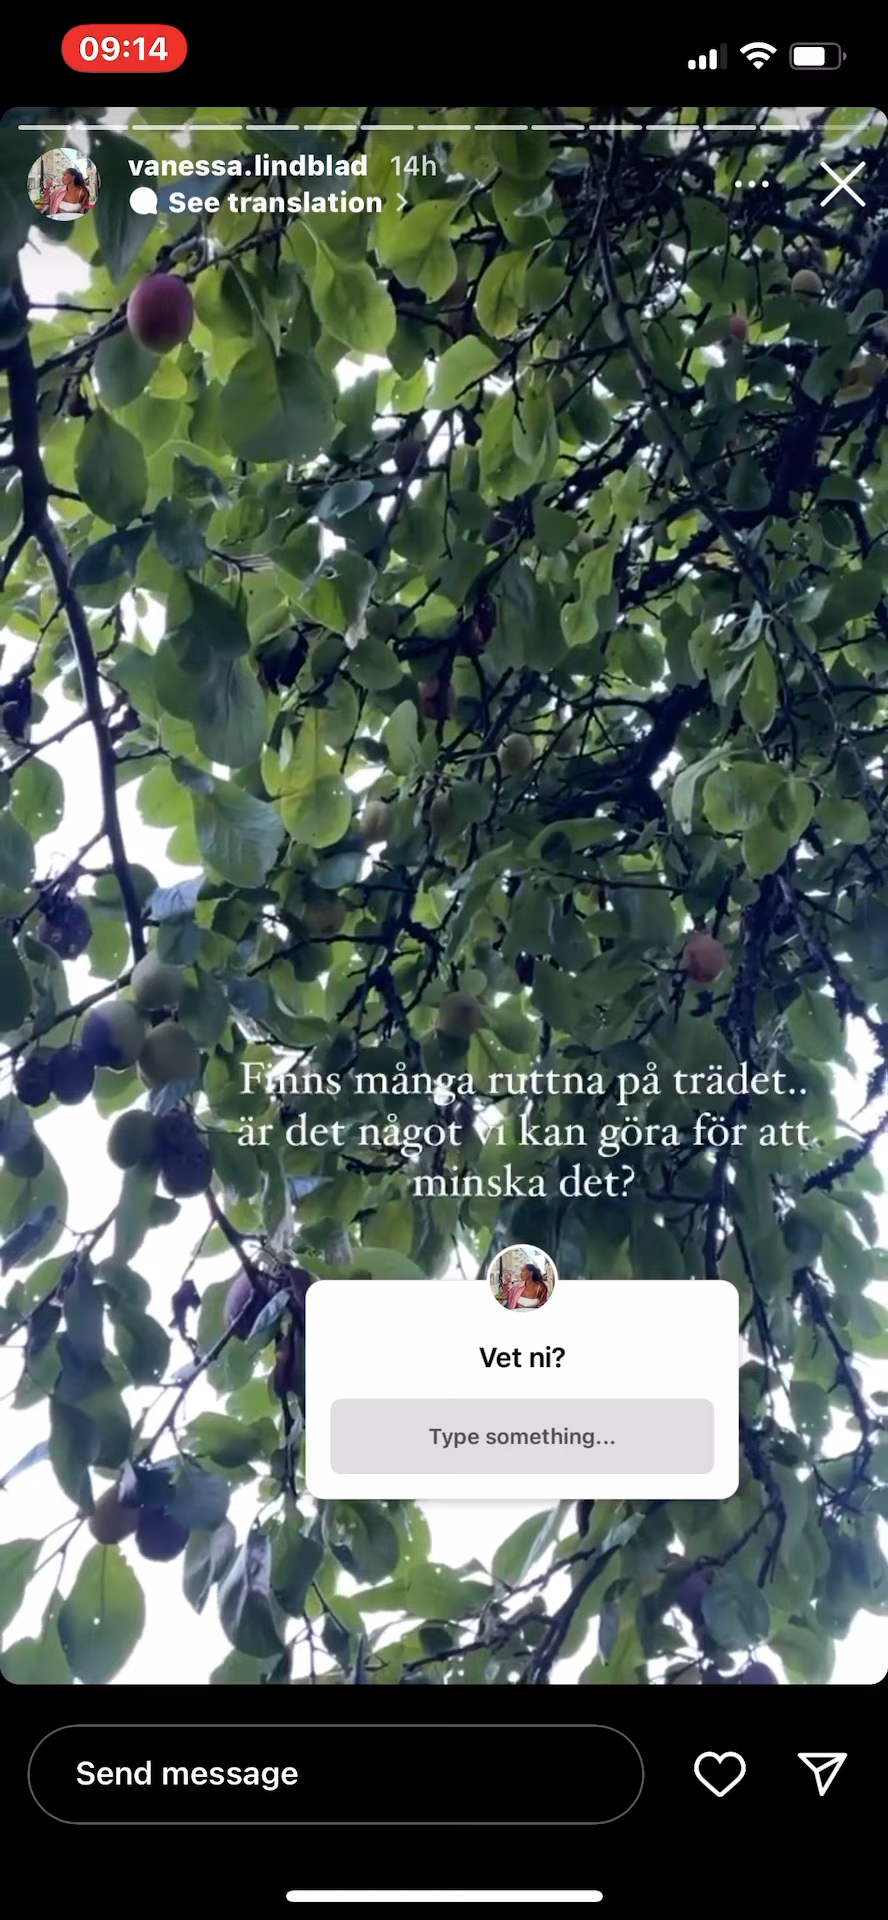 09:14
vanessa.lindblad 14h
See translation
Finns många ruttna på trädet..
är det något vi kan göra för att
minska det?
Vet ni?
Type something...
Send message